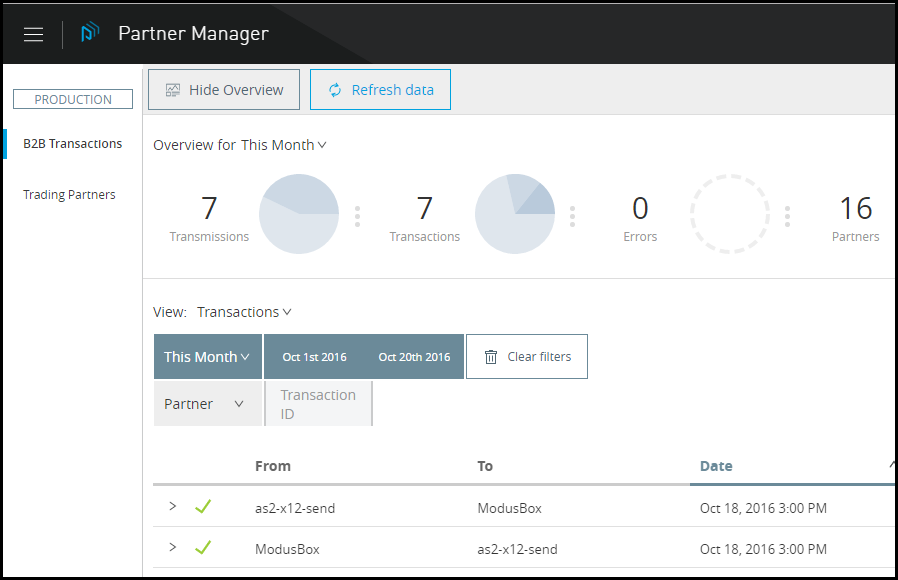 Partner Manager
PRODUCTION
B2B Transactions
Trading Partners
Hide Overview
Refresh data
Overview for This Month
7
Transmissions
7
Transactions
0
Errors
16
Partners
View: Transactions
This Month
Oct 1st 2016
Oct 20th 2016
Clear filters
Partner
Transaction
ID
From To Date
as2-x12-send ModusBox Oct 18, 2016 3:00 PM
ModusBox as2-x12-send Oct 18, 2016 3:00 PM